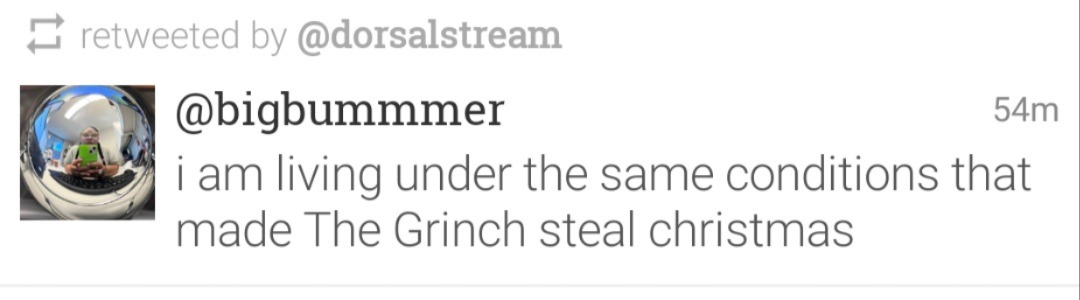 retweeted by @dorsalstream
@bigbummmer 54m
i am living under the same conditions that
made The Grinch steal christmas